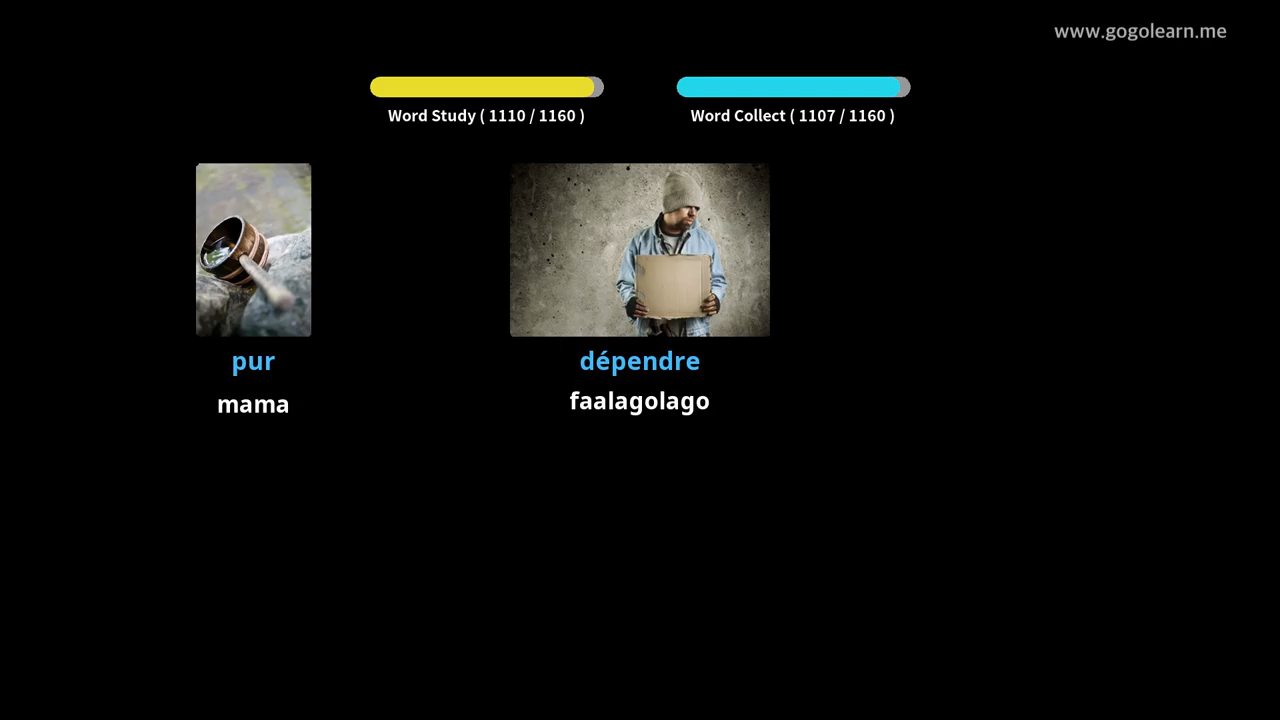 www.gogolearn.me
Word Study ( 1110 / 1160 )
Word Collect ( 1107 / 1160 )
pur
mama
dépendre
faalagolago